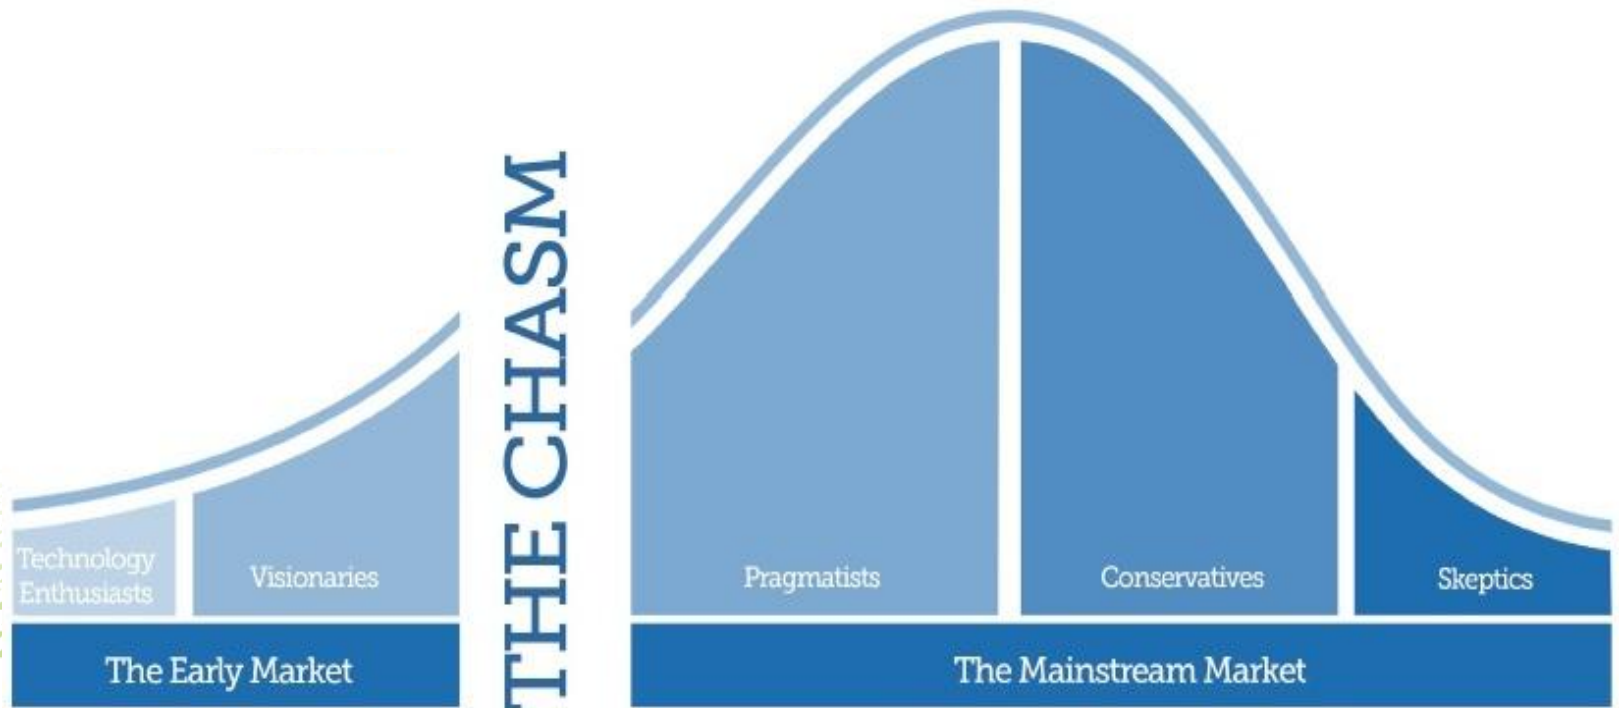 THE CHASM
Technology
Enthusiasts
Visionaries
Pragmatists
Conservatives
Skeptics
The Early Market
The Mainstream Market